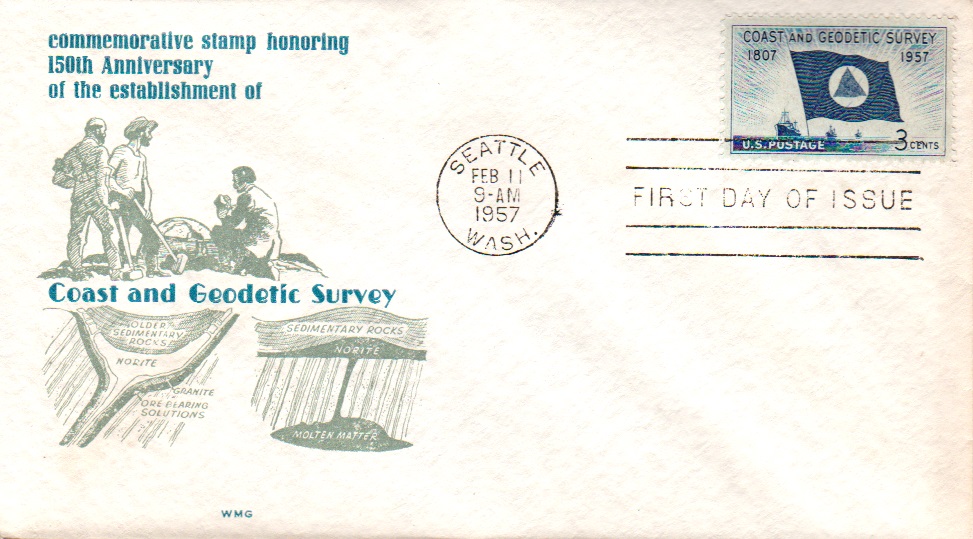 commemorative stamp honoring
150th Anniversary
of the establishment of
Coast and Geodetic Survey
OLDER
SEDIMENTARY
ROCKS
NORITE
GRANITE
ORE-BEARING
SOLUTIONS
SEDIMENTARY ROCKS
NORITE
MOLTEN MATTER
WMG
SEATTLE
FEB 11
9-AM
1957
WASH.
COAST AND GEODETIC SURVEY
1807 1957
U.S. POSTAGE 3 CENTS
FIRST DAY OF ISSUE